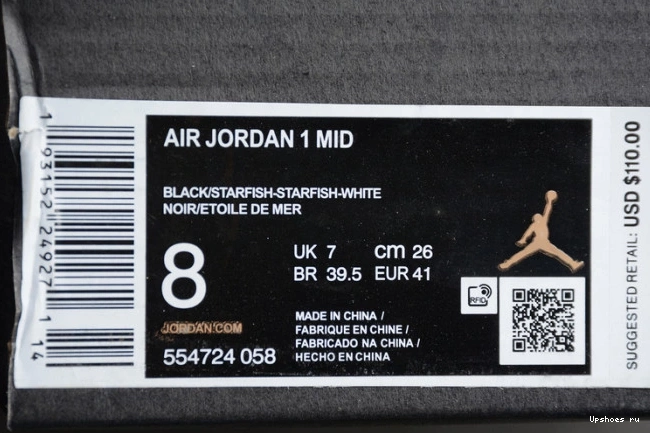 AIR JORDAN 1 MID
BLACK/STARFISH-STARFISH-WHITE
NOIR/ETOILE DE MER
8
UK 7 cm 26
BR 39.5 EUR 41
JORDAN.COM
554724 058
MADE IN CHINA /
FABRIQUE EN CHINE /
FABRICADO NA CHINA /
HECHO EN CHINA
RFID
SUGGESTED RETAIL: USD $110.00
1 93152 24927 1 14
Upshoes ru